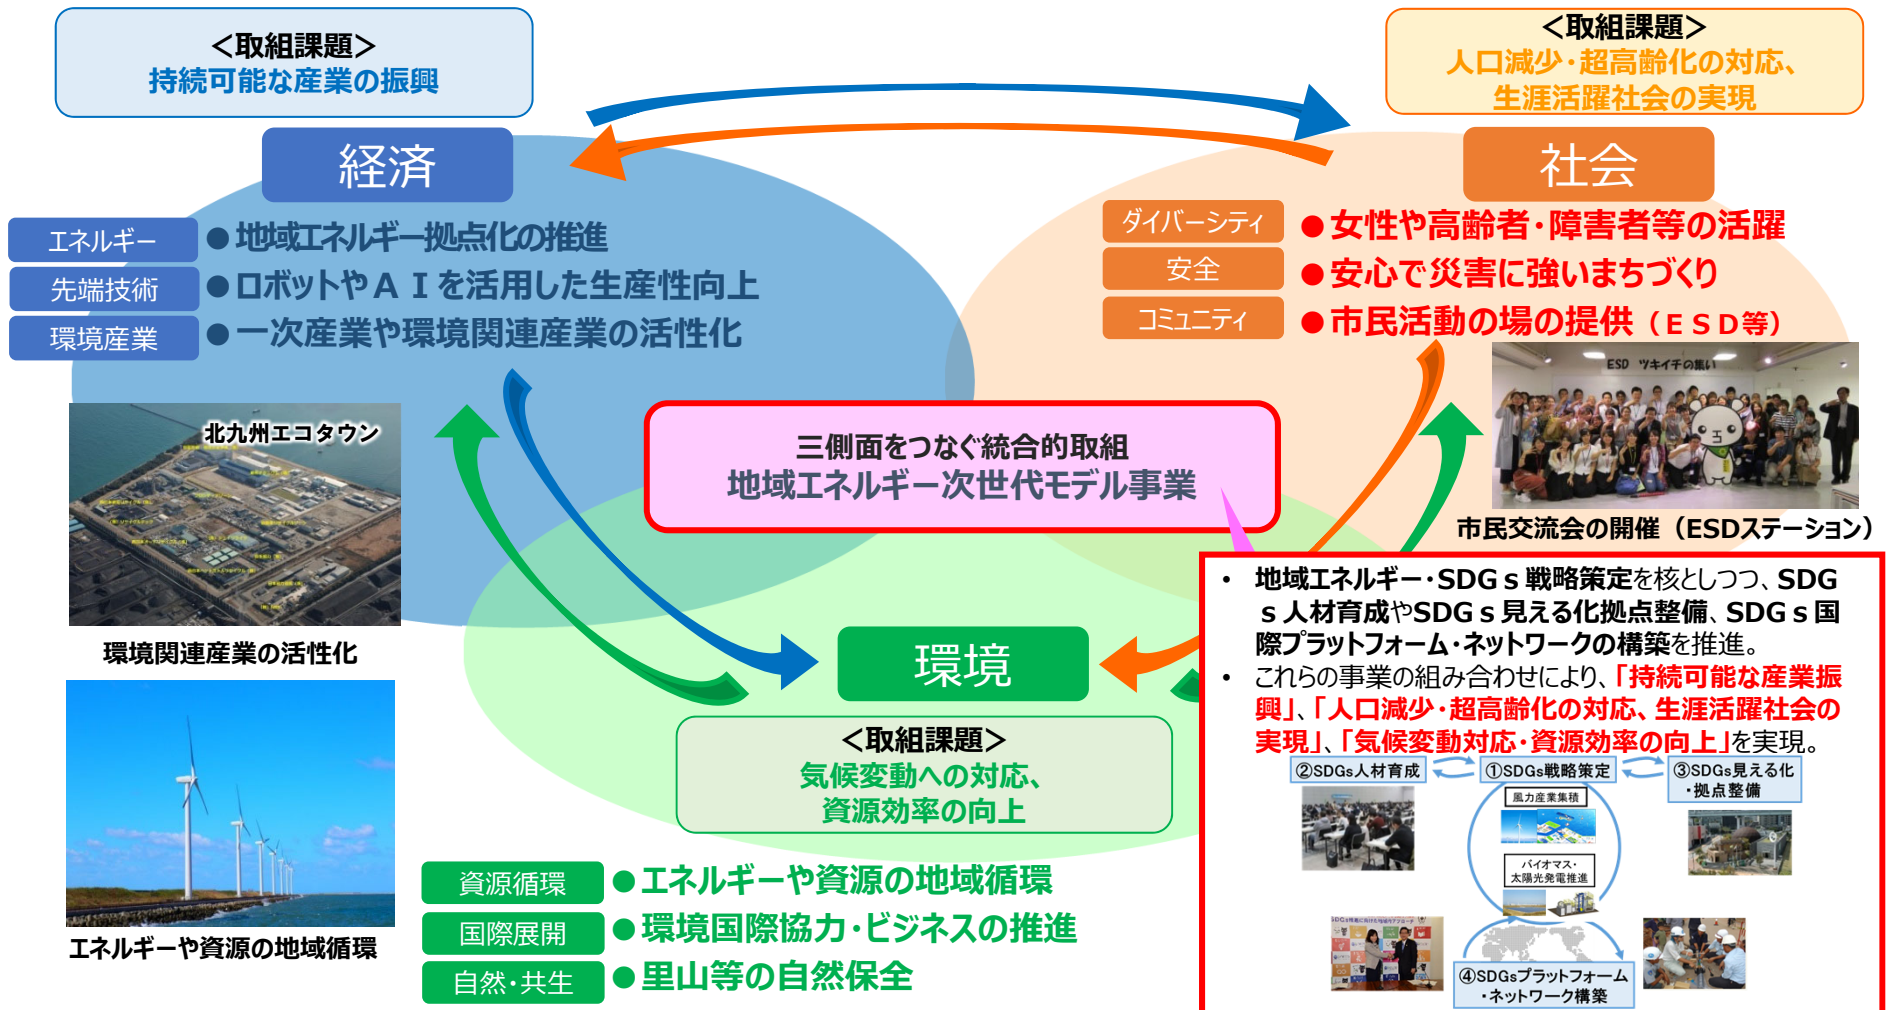 ＜取組課題＞
持続可能な産業の振興
＜取組課題＞
人口減少・超高齢化の対応、
生涯活躍社会の実現
経済
社会
エネルギー
●地域エネルギー拠点化の推進
先端技術
●ロボットやＡＩを活用した生産性向上
環境産業
●一次産業や環境関連産業の活性化
ダイバーシティ
●女性や高齢者・障害者等の活躍
安全
●安心で災害に強いまちづくり
コミュニティ
●市民活動の場の提供（ＥＳＤ等）
北九州エコタウン
環境関連産業の活性化
エネルギーや資源の地域循環
三側面をつなぐ統合的取組
地域エネルギー次世代モデル事業
ESD ツキイチの集い
市民交流会の開催（ESDステーション）
環境
＜取組課題＞
気候変動への対応、
資源効率の向上
資源循環
●エネルギーや資源の地域循環
国際展開
●環境国際協力・ビジネスの推進
自然・共生
●里山等の自然保全
• 地域エネルギー・SDGｓ戦略策定を核としつつ、SDG
ｓ人材育成やSDGｓ見える化拠点整備、SDGｓ国
際プラットフォーム・ネットワークの構築を推進。
• これらの事業の組み合わせにより、「持続可能な産業振
興」、「人口減少・超高齢化の対応、生涯活躍社会の
実現」、「気候変動対応・資源効率の向上」を実現。
②SDGs人材育成
①SDGs戦略策定
③SDGs見える化
・拠点整備
風力産業集積
バイオマス・
太陽光発電推進
④SDGsプラットフォーム
・ネットワーク構築